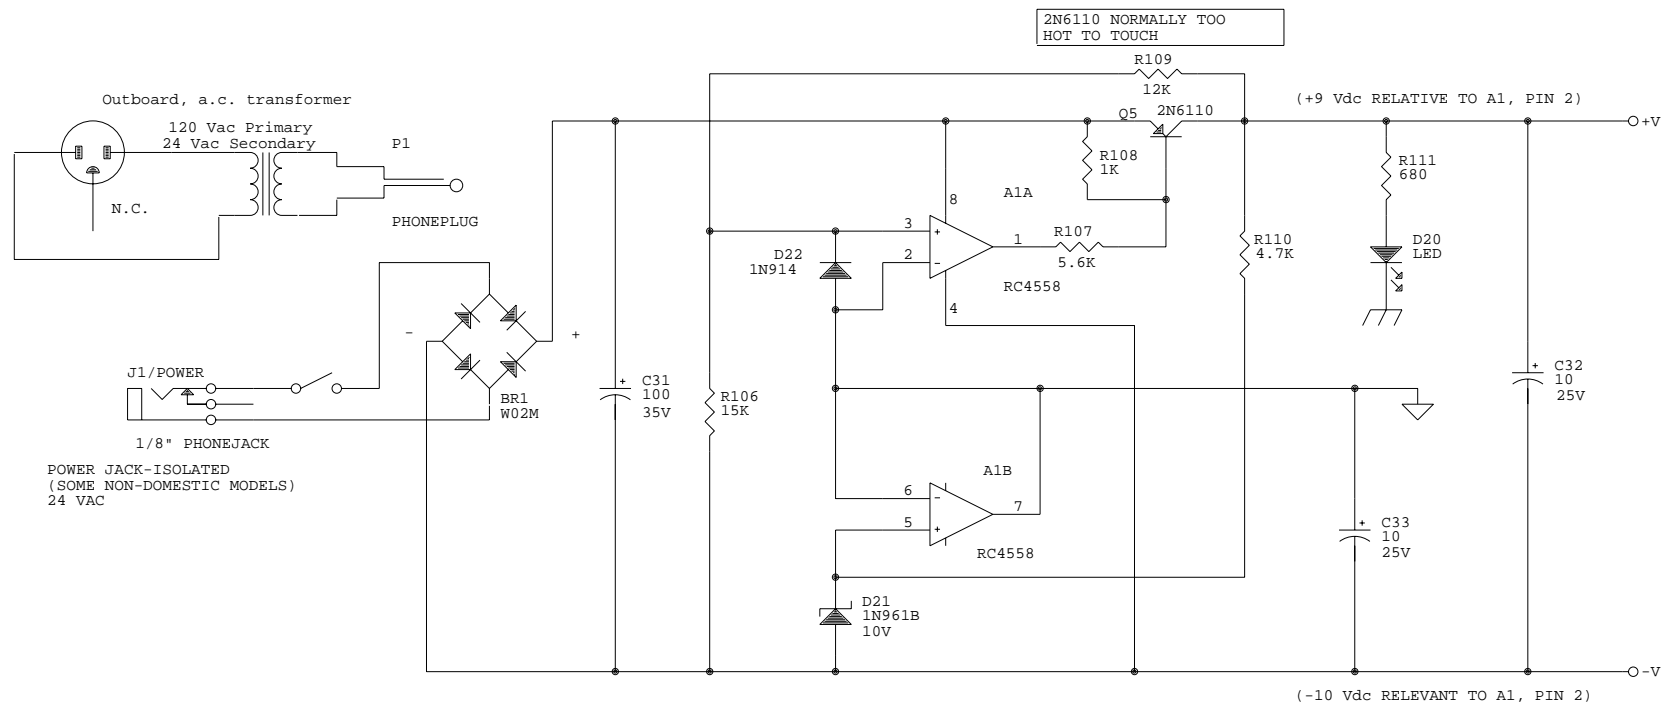 2N6110 NORMALLY TOO
HOT TO TOUCH
R109
12K
(+9 Vdc RELATIVE TO A1, PIN 2)
Outboard, a.c. transformer
120 Vac Primary
24 Vac Secondary
P1
N.C.
PHONEPLUG
Q5
2N6110
+V
R108
1K
R111
680
A1A
8
3
+
2
-
1
4
R107
5.6K
RC4558
D22
1N914
R110
4.7K
D20
LED
-
+
J1/POWER
BR1
W02M
1/8" PHONEJACK
POWER JACK-ISOLATED
(SOME NON-DOMESTIC MODELS)
24 VAC
+
C31
100
35V
R106
15K
+
C32
10
25V
A1B
6
-
5
+
7
RC4558
+
C33
10
25V
D21
1N961B
10V
-V
(-10 Vdc RELEVANT TO A1, PIN 2)